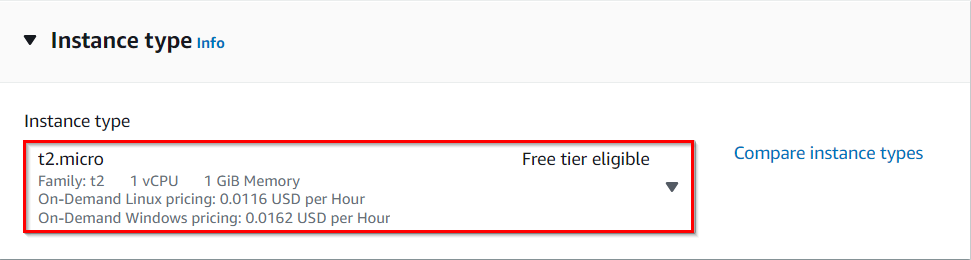 Instance type Info
Instance type
t2.micro Free tier eligible
Family: t2 1 vCPU 1 GiB Memory
On-Demand Linux pricing: 0.0116 USD per Hour
On-Demand Windows pricing: 0.0162 USD per Hour
Compare instance types